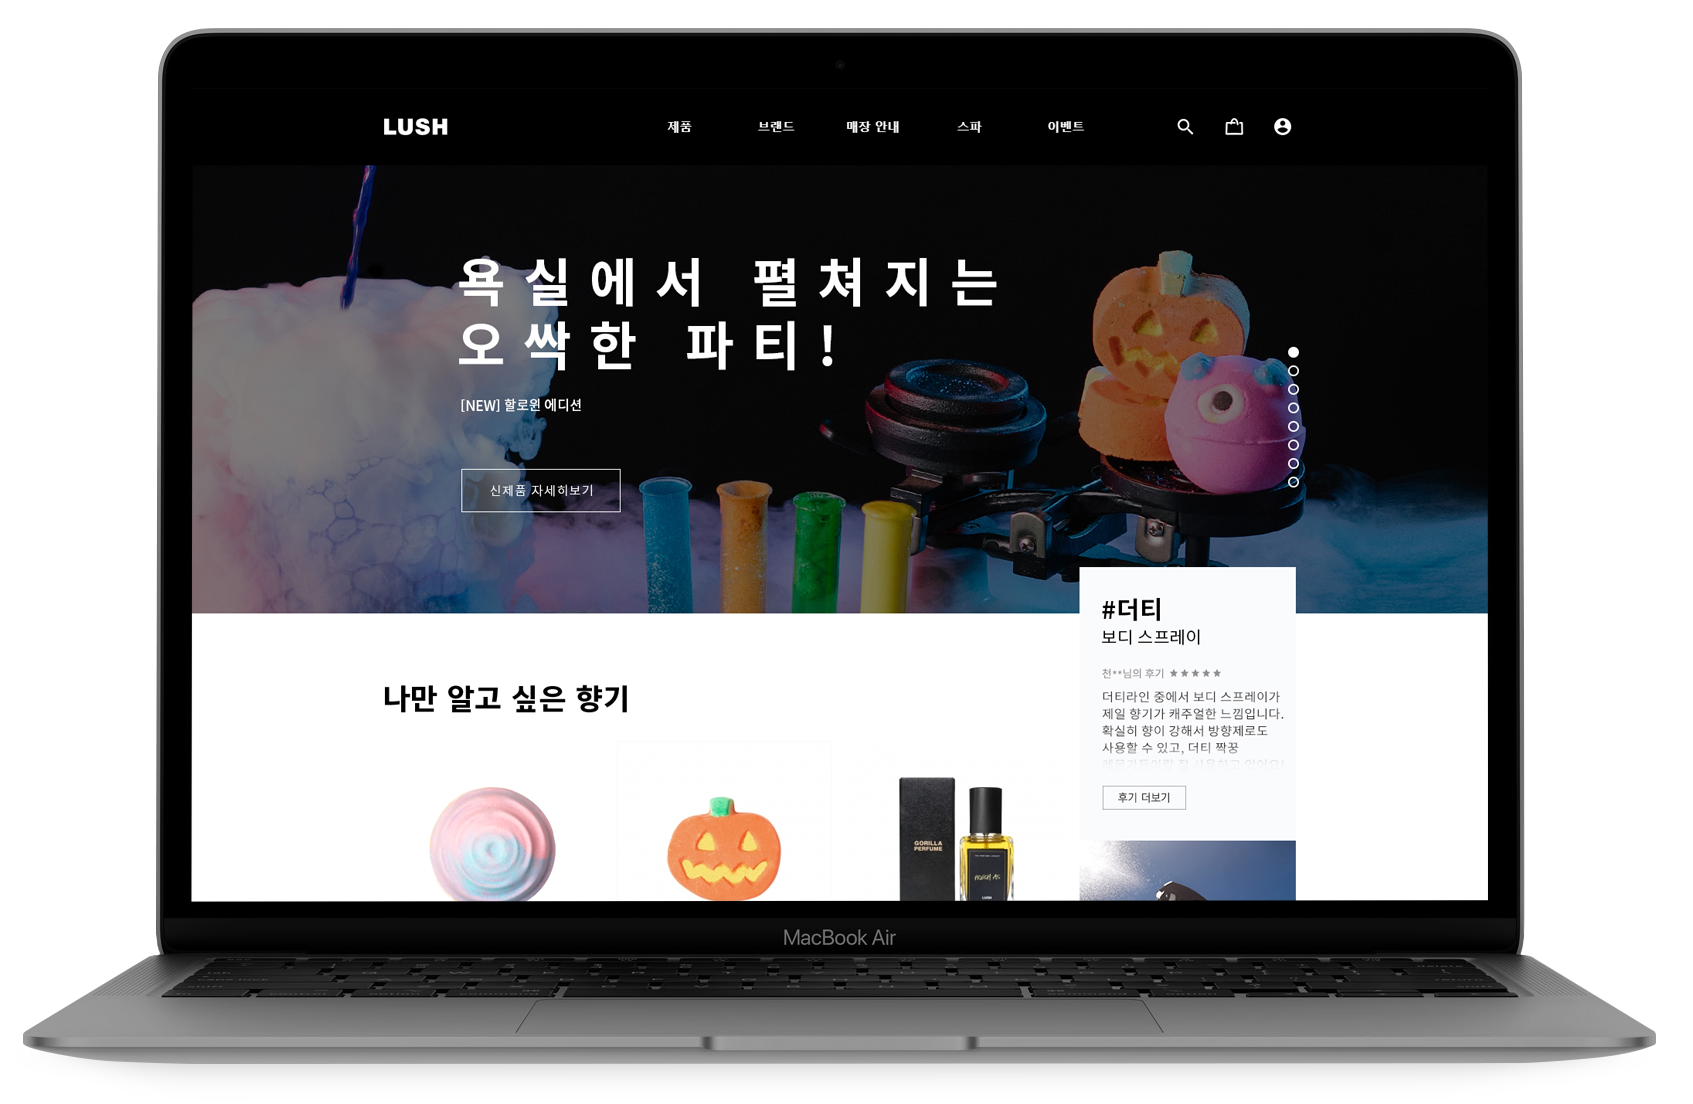 LUSH
제품
브랜드
매장 안내
스파
이벤트
욕실에서 펼쳐지는
오싹한 파티!
[NEW] 할로윈 에디션
신제품 자세히보기
#더티
보디 스프레이
천**님의 후기 ★★★★★
더티라인 중에서 보디 스프레이가
제일 향기가 캐주얼한 느낌입니다.
확실히 향이 강해서 방향제로도
사용할 수 있고, 더티 짝꿍
후기 더보기
나만 알고 싶은 향기
GORILLA
PERFUME
LUSH
MacBook Air